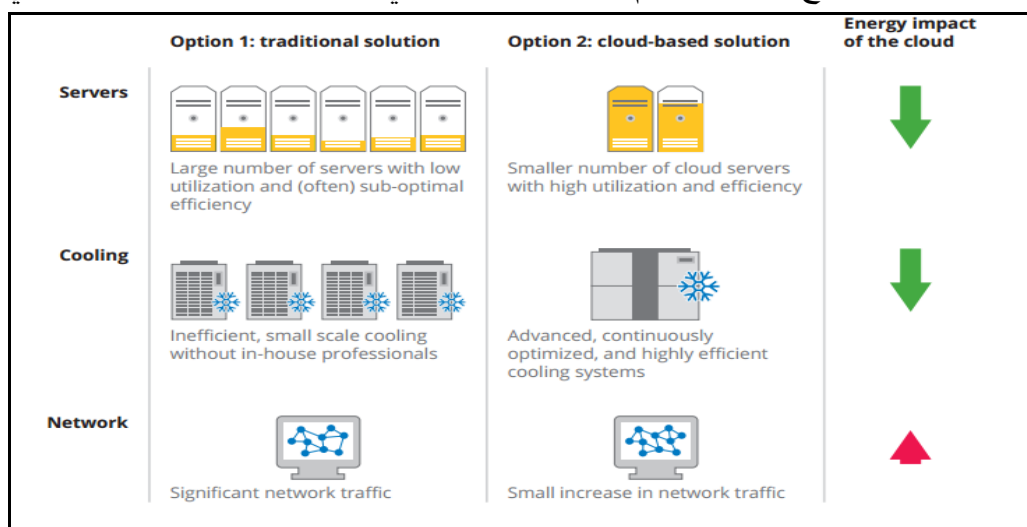 Energy impact
of the cloud
Option 1: traditional solution
Option 2: cloud-based solution
Servers
Large number of servers with low
utilization and (often) sub-optimal
efficiency
Smaller number of cloud servers
with high utilization and efficiency
Cooling
Inefficient, small scale cooling
without in-house professionals
Advanced, continuously
optimized, and highly efficient
cooling systems
Network
Significant network traffic
Small increase in network traffic